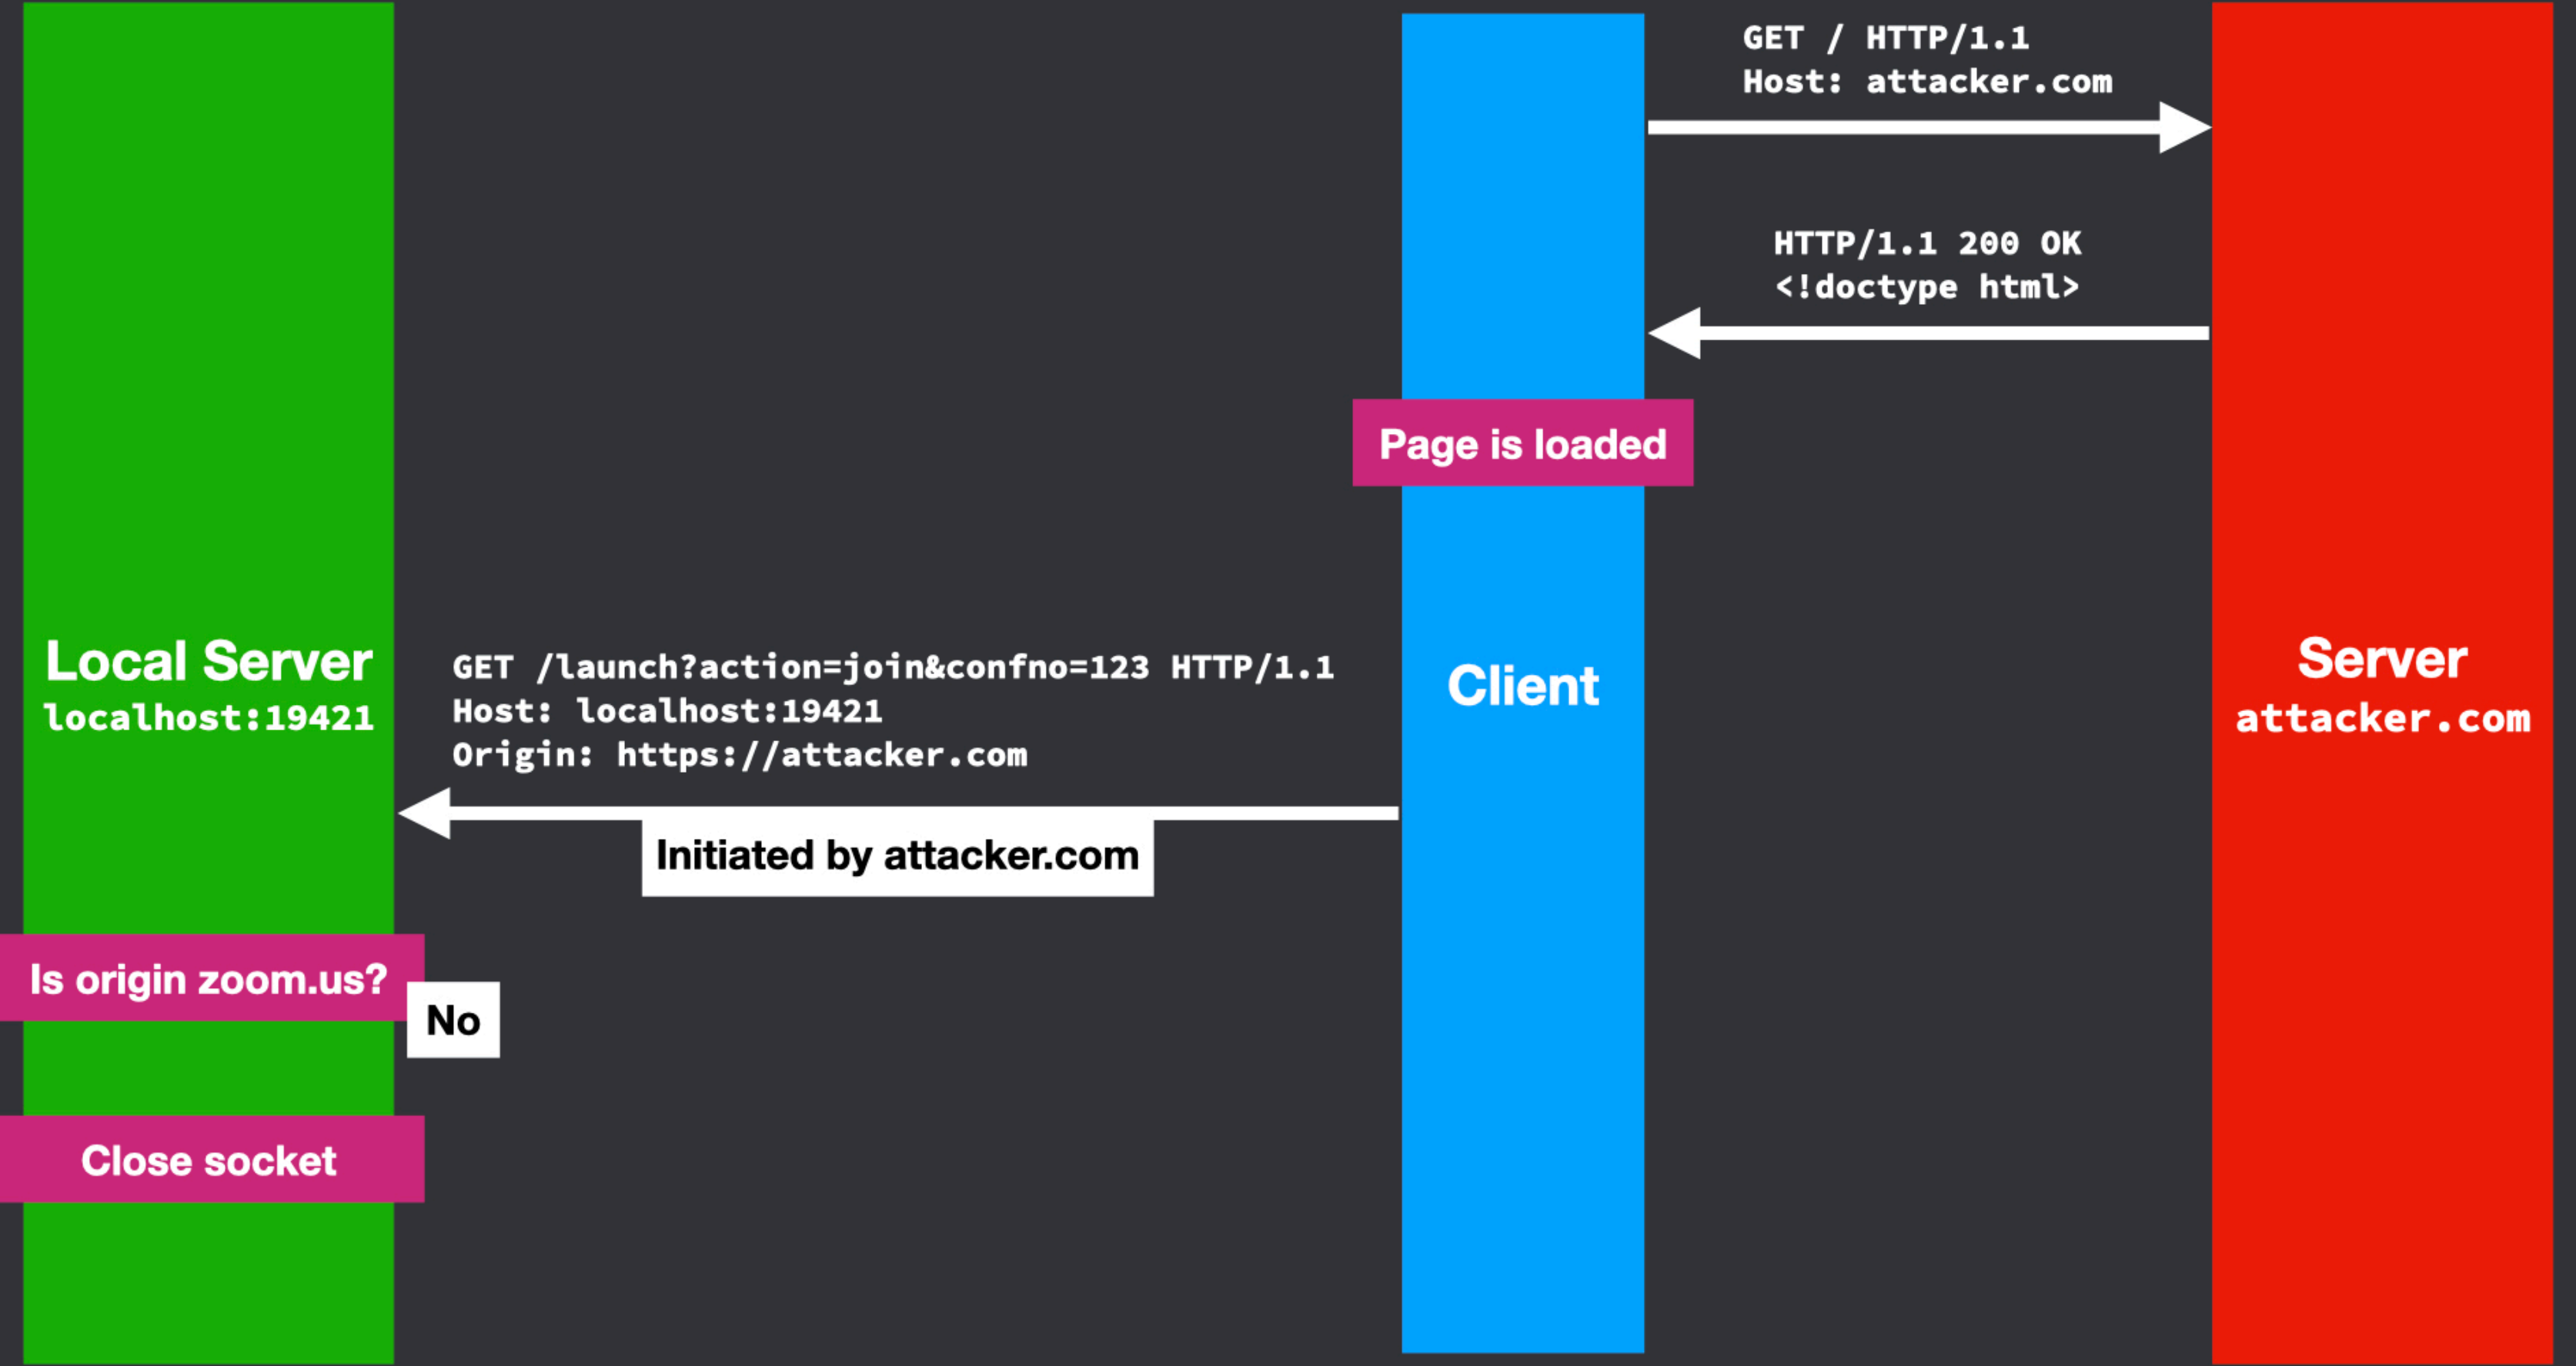 GET / HTTP/1.1
Host: attacker.com
HTTP/1.1 200 OK
<!doctype html>
Page is loaded
Local Server
localhost:19421
GET /launch?action=join&confno=123 HTTP/1.1
Host: localhost:19421
Origin: https://attacker.com
Client
Server
attacker.com
Initiated by attacker.com
Is origin zoom.us?
No
Close socket